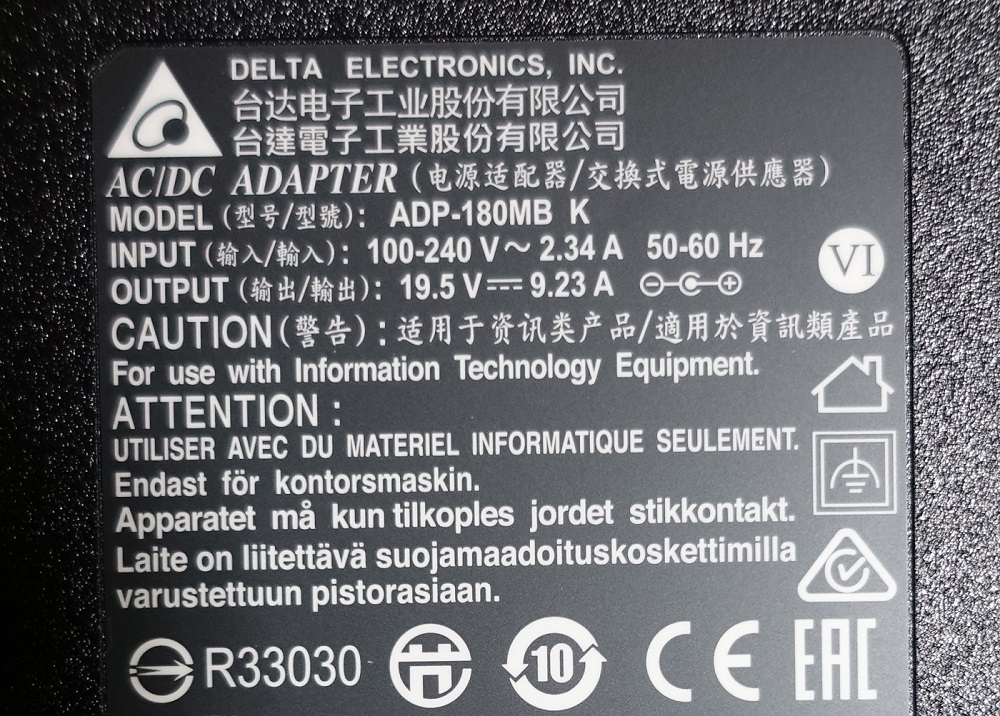 DELTA ELECTRONICS, INC.
台达电子工业股份有限公司
台達電子工業股份有限公司
AC/DC ADAPTER (电源适配器/交換式電源供應器)
MODEL (型号/型號): ADP-180MB K
INPUT (输入/輸入): 100-240 V～ 2.34 A 50-60 Hz
VI
OUTPUT (输出/輸出): 19.5 V⎓ 9.23 A
CAUTION (警告): 适用于资讯类产品/適用於資訊類產品
For use with Information Technology Equipment.
ATTENTION :
UTILISER AVEC DU MATERIEL INFORMATIQUE SEULEMENT.
Endast för kontorsmaskin.
Apparatet må kun tilkoples jordet stikkontakt.
Laite on liitettävä suojamaadoituskoskettimilla
varustettuun pistorasiaan.
R33030 10 CE EAC